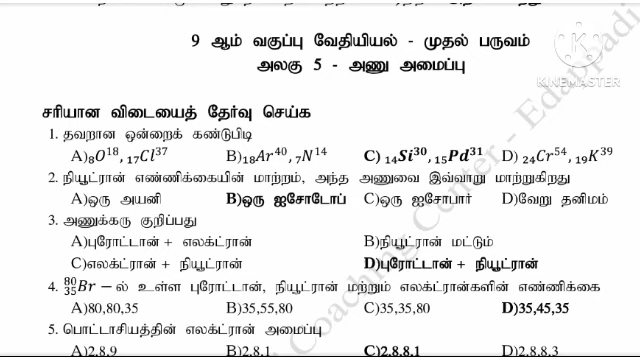 9 ஆம் வகுப்பு வேதியியல் - முதல் பருவம்
அலகு 5 - அணு அமைப்பு
KINEMASTER
சரியான விடையைத் தேர்வு செய்க
1. தவறான ஒன்றைக் கண்டுபிடி
A)₈O¹⁸, ₁₇Cl³⁷ B)₁₈Ar⁴⁰, ₇N¹⁴ C) ₁₄Si³⁰, ₁₅Pd³¹ D) ₂₄Cr⁵⁴, ₁₉K³⁹
2. நியூட்ரான் எண்ணிக்கையின் மாற்றம், அந்த அணுவை இவ்வாறு மாற்றுகிறது
A)ஒரு அயனி B)ஒரு ஐசோடோப் C)ஒரு ஐசோபார் D)வேறு தனிமம்
3. அணுக்கரு குறிப்பது
A)புரோட்டான் + எலக்ட்ரான் B)நியூட்ரான் மட்டும்
C)எலக்ட்ரான் + நியூட்ரான் D)புரோட்டான் + நியூட்ரான்
4. ⁸⁰₃₅Br – ல் உள்ள புரோட்டான், நியூட்ரான் மற்றும் எலக்ட்ரான்களின் எண்ணிக்கை
A)80,80,35 B)35,55,80 C)35,35,80 D)35,45,35
5. பொட்டாசியத்தின் எலக்ட்ரான் அமைப்பு
A)2,8,9 B)2,8,1 C)2,8,8,1 D)2,8,8,3
Coaching Center - Edappadi